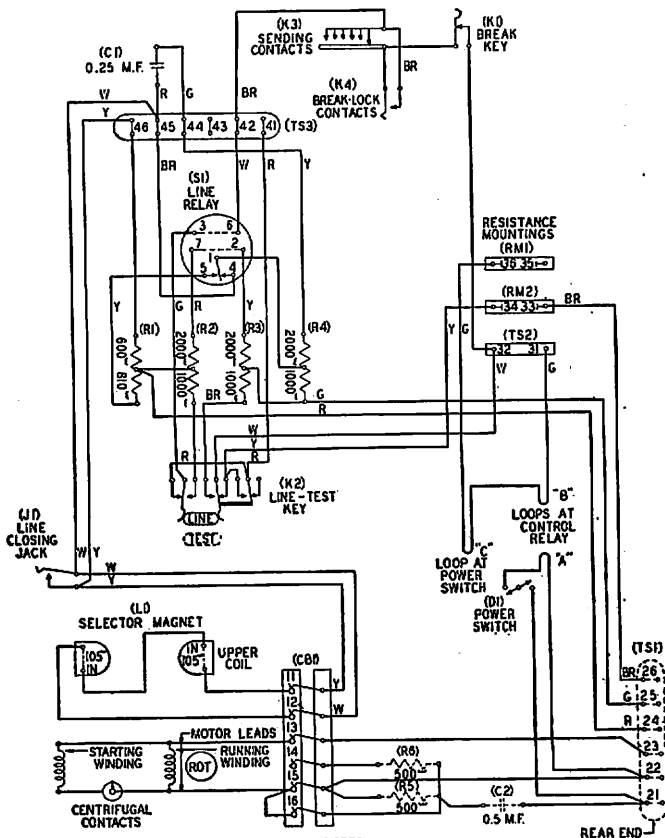 (K3)
SENDING
CONTACTS
(K1)
BREAK
KEY
(C1)
0.25 M.F.
BR
(K4)
BREAK-LOCK
CONTACTS
W
Y
R
G
BR
46 45 44 43 42 41 (TS3)
BR
W
R
Y
(S1)
LINE
RELAY
3 6
7 2
1
5 4
RESISTANCE
MOUNTINGS
(RM1)
36 35
(RM2)
34 33
BR
(TS2)
32 31
Y
G
R
Y
Y
G
W
G
(R1)
600
810
(R2)
2000
1000
(R3)
2000
1000
(R4)
2000
1000
BR
G
R
W
Y
R
R
(K2)
LINE-TEST
KEY
LINE
TEST
"B"
LOOPS AT
CONTROL
RELAY
"A"
"C"
LOOP AT
POWER
SWITCH
(D1)
POWER
SWITCH
(J1)
LINE
CLOSING
JACK
W Y
W
Y
(L1)
SELECTOR MAGNET
105
IN
IN
105
UPPER
COIL
(CB1)
11
12
13
14
15
16
Y
W
MOTOR LEADS
STARTING
WINDING
RUNNING
WINDING
ROT
CENTRIFUGAL
CONTACTS
(R6)
500
(R5)
500
(C2)
0.5 M.F.
(TS1)
BR 26
G 25
R 24
23
22
21
REAR END